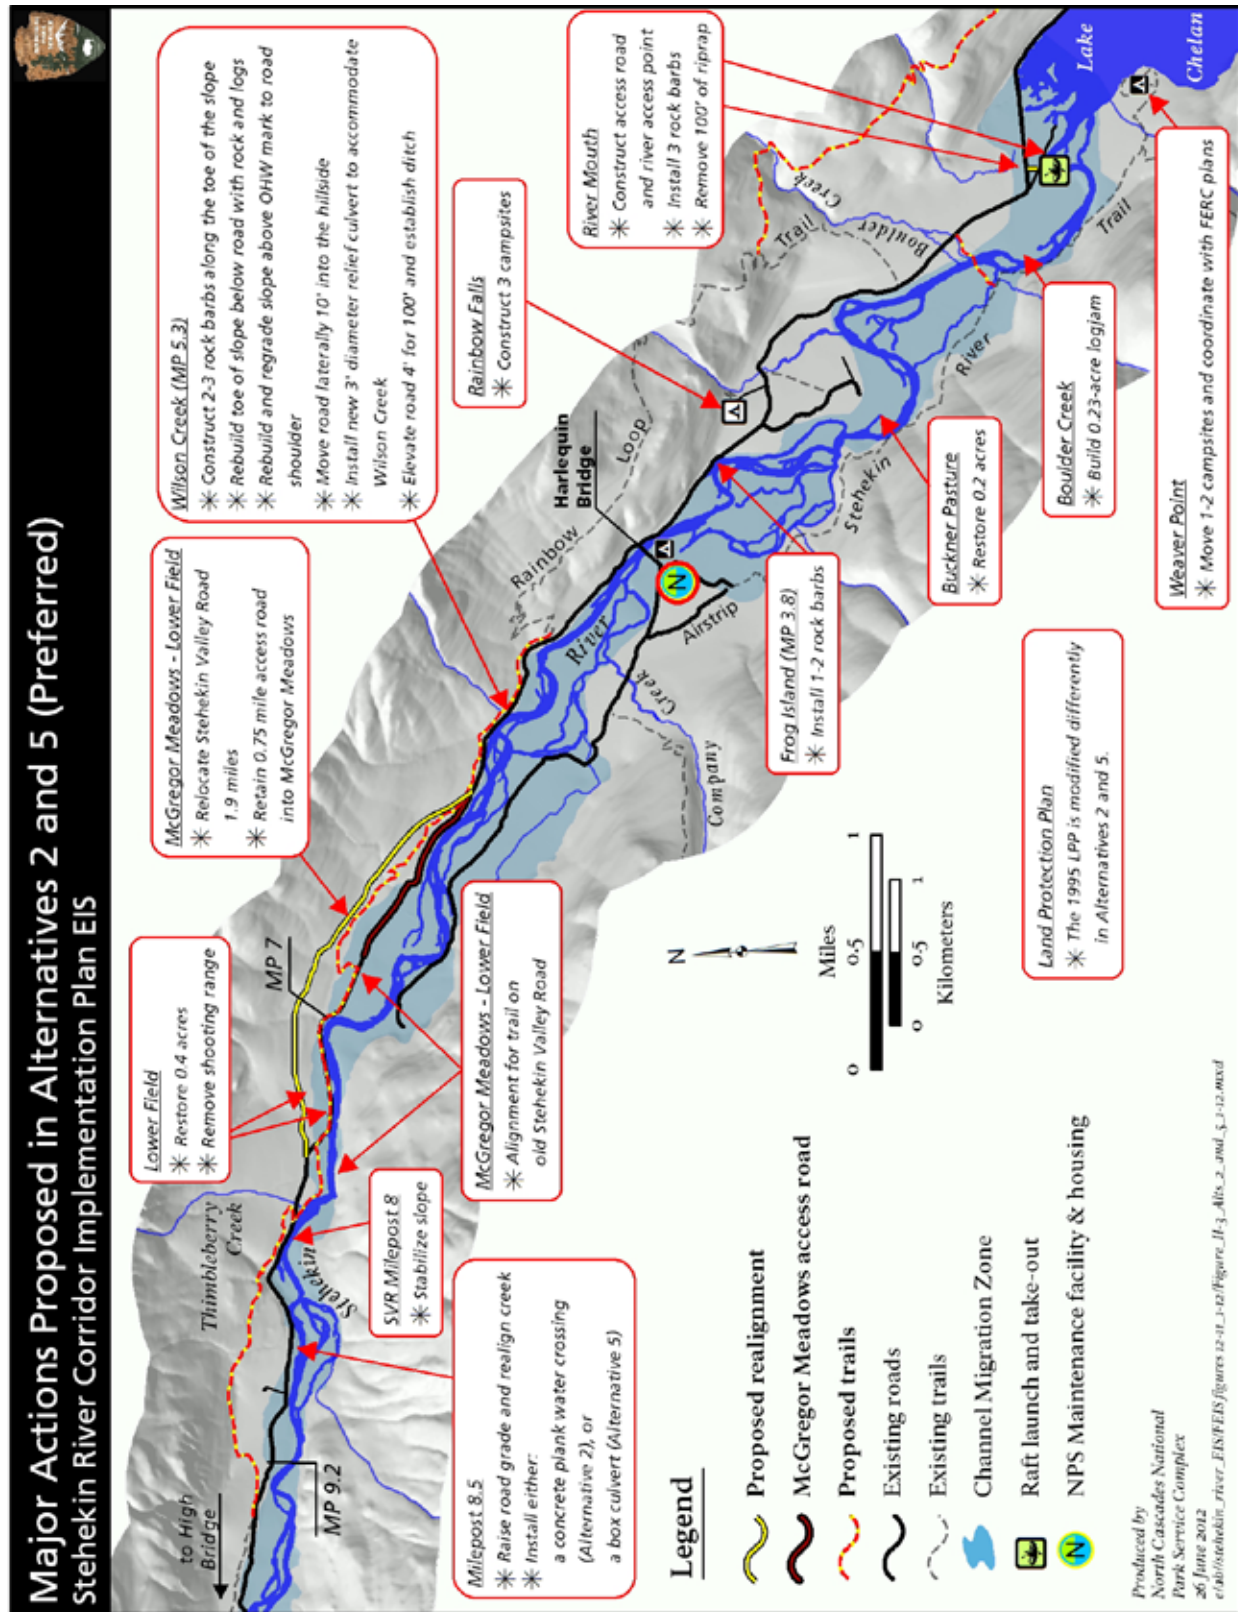 Major Actions Proposed in Alternatives 2 and 5 (Preferred)
Stehekin River Corridor Implementation Plan EIS
Wilson Creek (MP 5.3)
✳ Construct 2-3 rock barbs along the toe of the slope
✳ Rebuild toe of slope below road with rock and logs
✳ Rebuild and regrade slope above OHW mark to road
shoulder
✳ Move road laterally 10' into the hillside
✳ Install new 3' diameter relief culvert to accommodate
Wilson Creek
✳ Elevate road 4' for 100' and establish ditch
River Mouth
✳ Construct access road
and river access point
✳ Install 3 rock barbs
✳ Remove 100' of riprap
McGregor Meadows - Lower Field
✳ Relocate Stehekin Valley Road
1.9 miles
✳ Retain 0.75 mile access road
into McGregor Meadows
Rainbow Falls
✳ Construct 3 campsites
Lower Field
✳ Restore 0.4 acres
✳ Remove shooting range
to High
Bridge
Thimbleberry
Creek
MP 7
MP 9.2
Stehekin
River
Rainbow
Loop
Trail
Harlequin
Bridge
Boulder
Creek
Lake
Chelan
Airstrip
Company
Creek
Stehekin
River
Trail
McGregor Meadows - Lower Field
✳ Alignment for trail on
old Stehekin Valley Road
SVR Milepost 8
✳ Stabilize slope
Milepost 8.5
✳ Raise road grade and realign creek
✳ Install either:
a concrete plank water crossing
(Alternative 2), or
a box culvert (Alternative 5)
Frog Island (MP 3.8)
✳ Install 1-2 rock barbs
Buckner Pasture
✳ Restore 0.2 acres
Boulder Creek
✳ Build 0.23-acre logjam
Weaver Point
✳ Move 1-2 campsites and coordinate with FERC plans
Land Protection Plan
✳ The 1995 LPP is modified differently
in Alternatives 2 and 5.
N
Miles
0 0.5 1
0 0.5 1
Kilometers
Legend
Proposed realignment
McGregor Meadows access road
Proposed trails
Existing roads
Existing trails
Channel Migration Zone
Raft launch and take-out
N NPS Maintenance facility & housing
N
Produced by
North Cascades National
Park Service Complex
26 June 2012